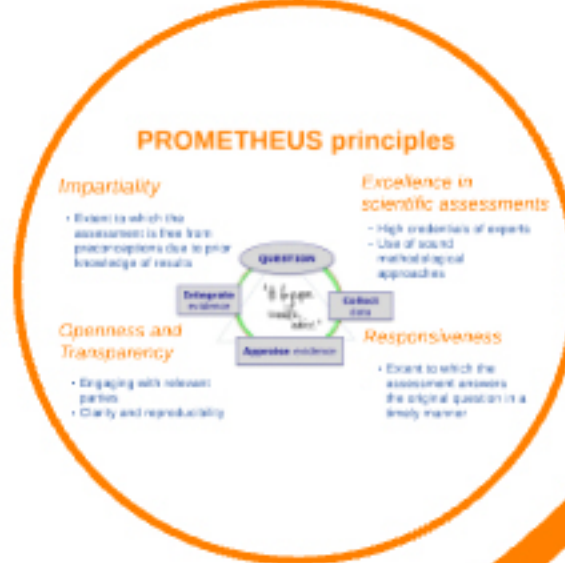 PROMETHEUS principles
Impartiality
• Extent to which the
assessment is free from
preconceptions due to prior
knowledge of results
Excellence in
scientific assessments
– High credentials of experts
– Use of sound
methodological
approaches
QUESTION
Integrate
evidence
Collect
data
Appraise evidence
Openness and
Transparency
• Engaging with relevant
parties
• Clarity and reproducibility
Responsiveness
• Extent to which the
assessment answers
the original question in a
timely manner